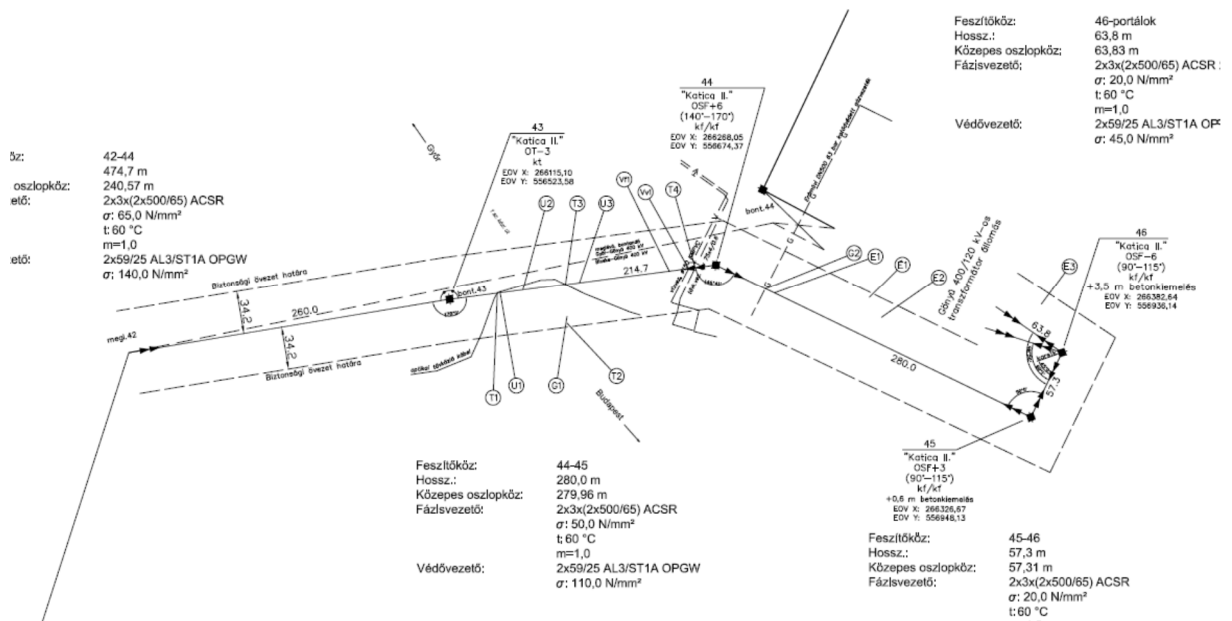 Feszítőköz: 46-portálok
Hossz.: 63,8 m
Közepes oszlopköz: 63,83 m
Fázisvezető: 2x3x(2x500/65) ACSR
σ: 20,0 N/mm²
t: 60 °C
m=1,0
Védővezető: 2x59/25 AL3/ST1A
σ: 45,0 N/mm²
44
"Katica II."
OSF+6
(140°-170°)
kf/kf
EOV X: 266268,05
EOV Y: 556674,37
43
"Katica II."
OT-3
kt
EOV X: 266115,10
EOV Y: 556523,58
Győr
42-44
474,7 m
oszlopköz: 240,57 m
2x3x(2x500/65) ACSR
σ: 65,0 N/mm²
t: 60 °C
m=1,0
2x59/25 AL3/ST1A OPGW
σ: 140,0 N/mm²
U2
T3
U3
Vf1
Vv1
T4
bont.44
G
G
G
G
Biztonsági övezet határa
34.2
260.0
megl.42
bont.43
214.7
34.2
Biztonsági övezet határa
T1
U1
G1
T2
Budapest
G2
E1
E1
E2
E3
Gönyű 400/120 kV-os
transzformátor állomás
46
"Katica II."
OSF-6
(90°-115°)
kf/kf
+3,5 m betonkiemelés
EOV X: 266382,64
EOV Y: 556936,14
63.8
57.3
280.0
45
"Katica II."
OSF+3
(90°-115°)
kf/kf
+0,6 m betonkiemelés
EOV X: 266326,67
EOV Y: 556948,13
Feszítőköz: 44-45
Hossz.: 280,0 m
Közepes oszlopköz: 279,96 m
Fázisvezető: 2x3x(2x500/65) ACSR
σ: 50,0 N/mm²
t: 60 °C
m=1,0
Védővezető: 2x59/25 AL3/ST1A OPGW
σ: 110,0 N/mm²
Feszítőköz: 45-46
Hossz.: 57,3 m
Közepes oszlopköz: 57,31 m
Fázisvezető: 2x3x(2x500/65) ACSR
σ: 20,0 N/mm²
t: 60 °C